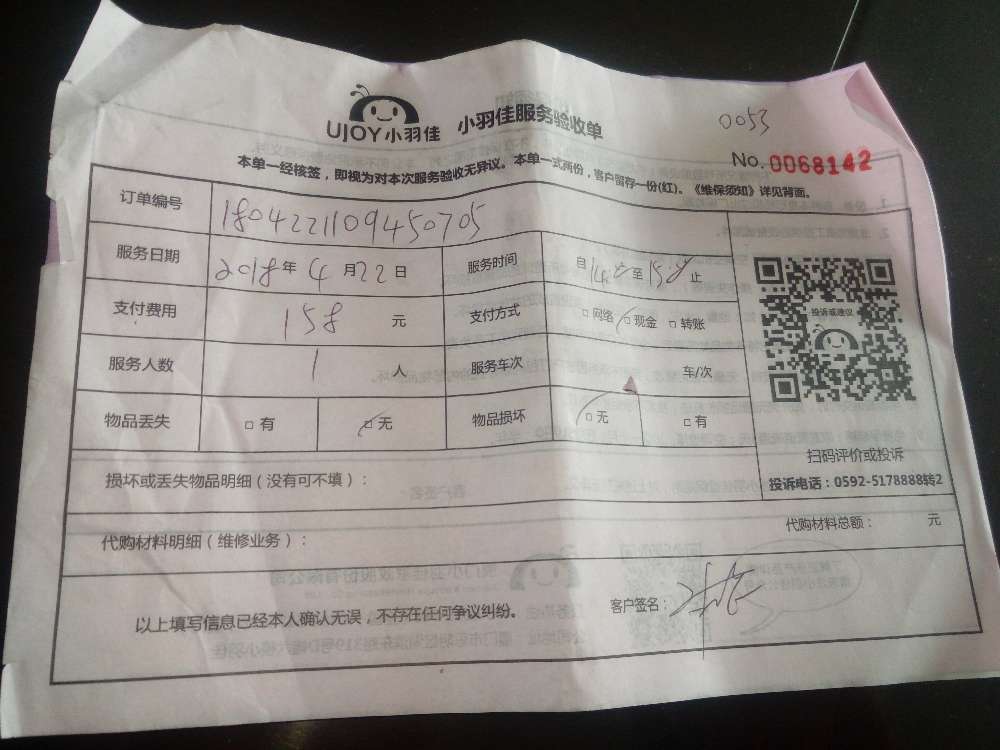 UJOY小羽佳 小羽佳服务验收单
0053
No.0068142
本单一经核签，即视为对本次服务验收无异议。本单一式两份，客户留存一份(红)。《维保须知》详见背面。
订单编号 1804221109450705
服务日期 2018年4月22日 服务时间 自 至 止
支付费用 158 元 支付方式 □网络 □现金 □转账
服务人数 1 人 服务车次 车/次
物品丢失 □有 □无 物品损坏 □无 □有
投诉或建议
扫码评价或投诉
投诉电话：0592-5178888转2
损坏或丢失物品明细（没有可不填）：
代购材料明细（维修业务）： 代购材料总额： 元
以上填写信息已经本人确认无误，不存在任何争议纠纷。 客户签名：